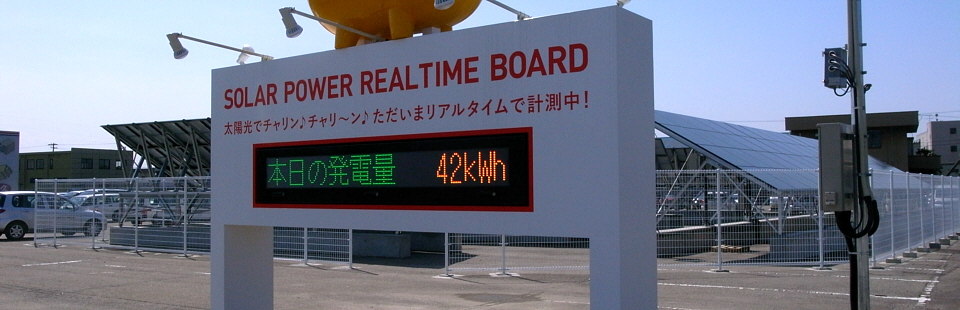 SOLAR POWER REALTIME BOARD
太陽光でチャリン♪チャリ〜ン♪ただいまリアルタイムで計測中!
本日の発電量 42kWh